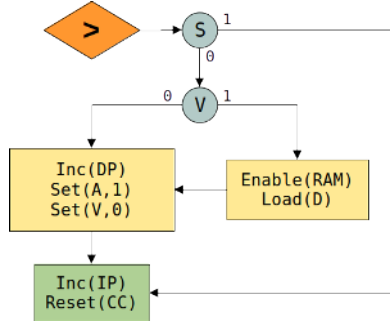 >
S
1
0
0
V
1
Inc(DP)
Set(A,1)
Set(V,0)
Enable(RAM)
Load(D)
Inc(IP)
Reset(CC)